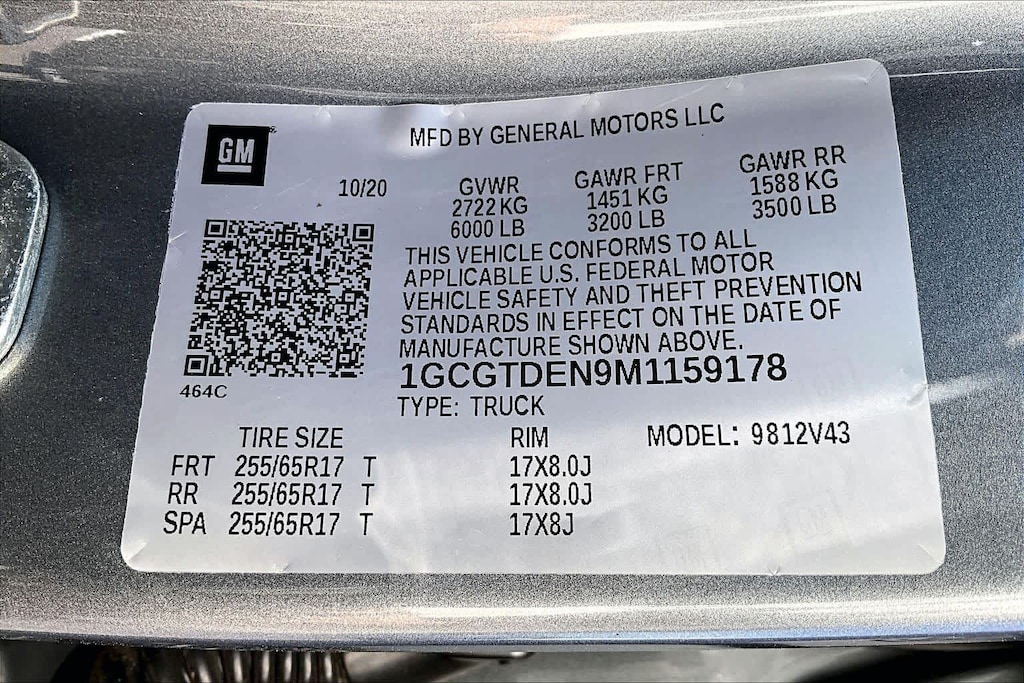 GM
MFD BY GENERAL MOTORS LLC
10/20
GVWR GAWR FRT GAWR RR
2722 KG 1451 KG 1588 KG
6000 LB 3200 LB 3500 LB
THIS VEHICLE CONFORMS TO ALL
APPLICABLE U.S. FEDERAL MOTOR
VEHICLE SAFETY AND THEFT PREVENTION
STANDARDS IN EFFECT ON THE DATE OF
MANUFACTURE SHOWN ABOVE.
1GCGTDEN9M1159178
464C
TYPE: TRUCK
TIRE SIZE RIM MODEL: 9812V43
FRT 255/65R17 T 17X8.0J
RR 255/65R17 T 17X8.0J
SPA 255/65R17 T 17X8J